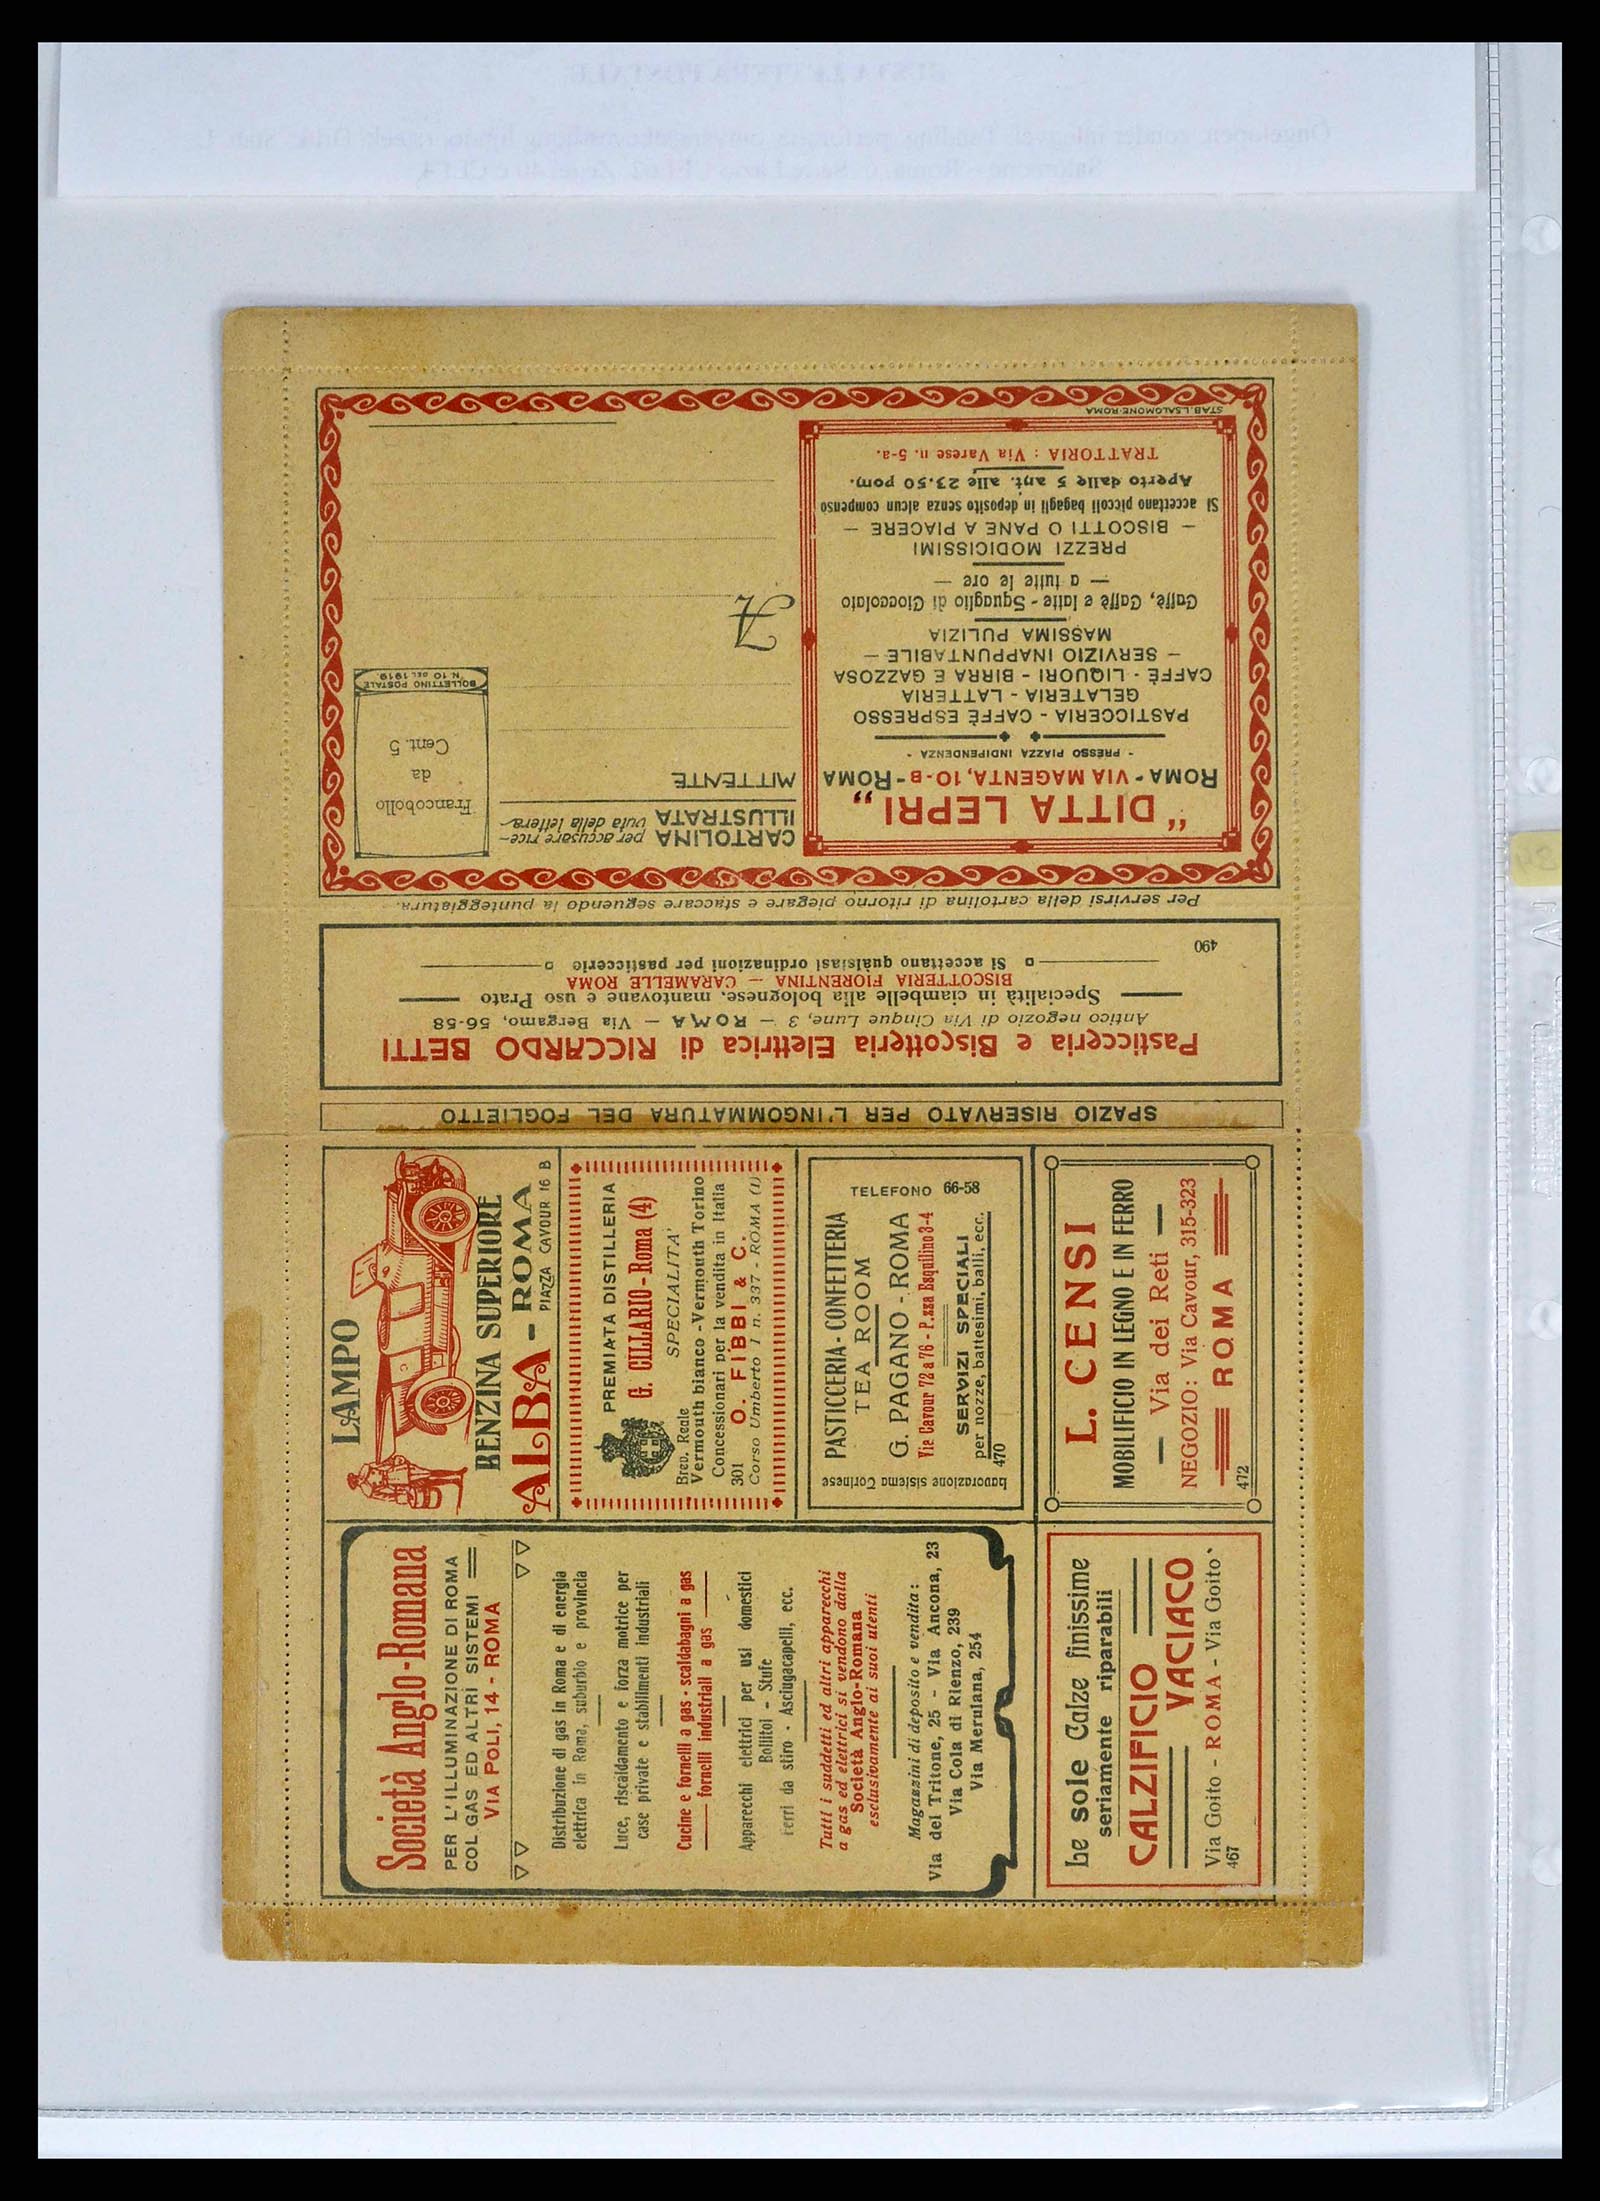 " DITTA LEPRI "
ROMA - VIA MAGENTA, 10-B - ROMA
- PRESSO PIAZZA INDIPENDENZA -
PASTICCERIA - CAFFÈ ESPRESSO
GELATERIA - LATTERIA
CAFFÈ - LIQUORI - BIRRA E GAZZOSA
— SERVIZIO INAPPUNTABILE —
MASSIMA PULIZIA
Caffè, Caffè e latte - Squaglio di Cioccolato
— a tutte le ore —
PREZZI MODICISSIMI
— BISCOTTI O PANE A PIACERE —
Si accettano piccoli bagagli in deposito senza alcun compenso
Aperto dalle 5 ant. alle 23.50 pom.
TRATTORIA : Via Varese n. 5-a.
STAB. L. SALOMONE-ROMA
CARTOLINA
ILLUSTRATA
per accusare rice-
vuta della lettera
MITTENTE
A
Francobollo
da
Cent. 5
BOLLETTINO POSTALE
N. 10 DEL 1919.
Per servirsi della cartolina di ritorno piegare e staccare seguendo la punteggiatura.
Pasticceria e Biscotteria Elettrica di RICCARDO BETTI
Antico negozio di Via Cinque Lune, 3 — ROMA — Via Bergamo, 56-58
Specialità in ciambelle alla bolognese, mantovane e uso Prato
BISCOTTERIA FIORENTINA — CARAMELLE ROMA
Si accettano qualsiasi ordinazioni per pasticcerie
490
SPAZIO RISERVATO PER L'INGOMMATURA DEL FOGLIETTO
LAMPO
BENZINA SUPERIORE
ALBA - ROMA
PIAZZA CAVOUR 16 B
PREMIATA DISTILLERIA
G. CILLARIO - Roma (4)
SPECIALITA'
Brev. Reale
Vermouth bianco - Vermouth Torino
Concessionari per la vendita in Italia
301 O. FIBBI & C.
Corso Umberto I n. 337 - ROMA (1)
TELEFONO 66-58
PASTICCERIA - CONFETTERIA
TEA ROOM
G. PAGANO - ROMA
Via Cavour 72 a 76 - P.zza Esquilino 3-4
SERVIZI SPECIALI
per nozze, battesimi, balli, ecc.
470
Lavorazione sistema Torinese
L. CENSI
MOBILIFICIO IN LEGNO E IN FERRO
— Via dei Reti —
NEGOZIO: Via Cavour, 315-323
ROMA
472
Società Anglo-Romana
PER L'ILLUMINAZIONE DI ROMA
COL GAS ED ALTRI SISTEMI
VIA POLI, 14 - ROMA
Distribuzione di gas in Roma e di energia
elettrica in Roma, suburbio e provincia
Luce, riscaldamento e forza motrice per
case private e stabilimenti industriali
Cucine e fornelli a gas - scaldabagni a gas
fornelli industriali a gas
Apparecchi elettrici per usi domestici
Bollitoi - Stufe
Ferri da stiro - Asciugacapelli, ecc.
Tutti i suddetti ed altri apparecchi
a gas ed elettrici si vendono dalla
Società Anglo-Romana
esclusivamente ai suoi utenti
Magazzini di deposito e vendita:
Via del Tritone, 25 - Via Ancona, 23
Via Cola di Rienzo, 239
Via Merulana, 254
Le sole Calze finissime
seriamente riparabili
CALZIFICIO
VACIACO
Via Goito - ROMA - Via Goito
467